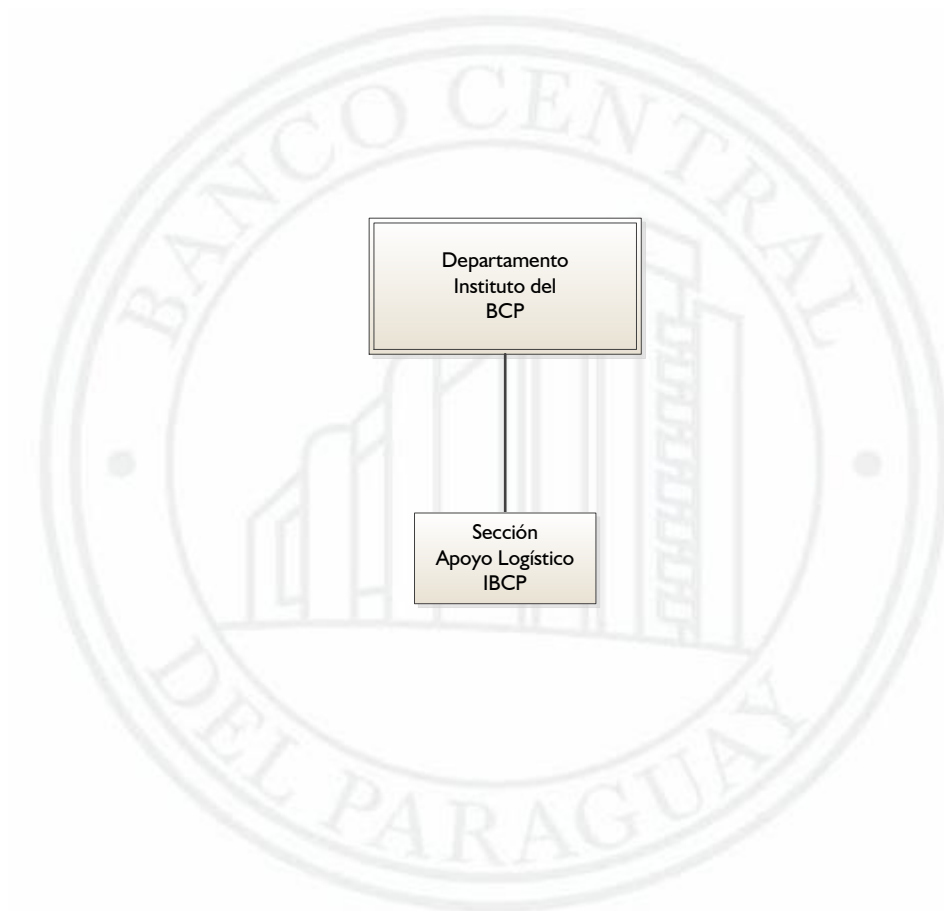 BANCO CENTRAL
Departamento
Instituto del
BCP
Sección
Apoyo Logístico
IBCP
DEL PARAGUAY